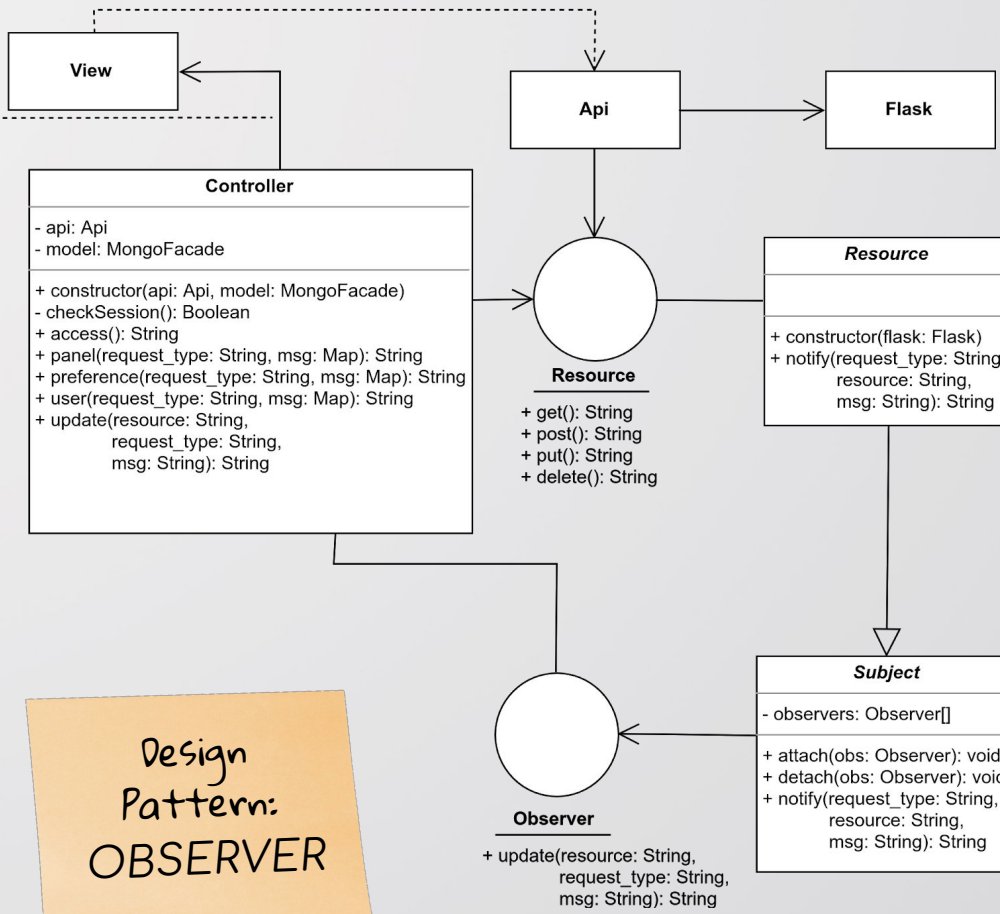 View
Api
Flask
Controller
- api: Api
- model: MongoFacade
+ constructor(api: Api, model: MongoFacade)
- checkSession(): Boolean
+ access(): String
+ panel(request_type: String, msg: Map): String
+ preference(request_type: String, msg: Map): String
+ user(request_type: String, msg: Map): String
+ update(resource: String,
request_type: String,
msg: String): String
Resource
+ get(): String
+ post(): String
+ put(): String
+ delete(): String
Resource
+ constructor(flask: Flask)
+ notify(request_type: String
resource: String,
msg: String): String
Subject
- observers: Observer[]
+ attach(obs: Observer): void
+ detach(obs: Observer): void
+ notify(request_type: String,
resource: String,
msg: String): String
Observer
+ update(resource: String,
request_type: String,
msg: String): String
Design
Pattern:
OBSERVER